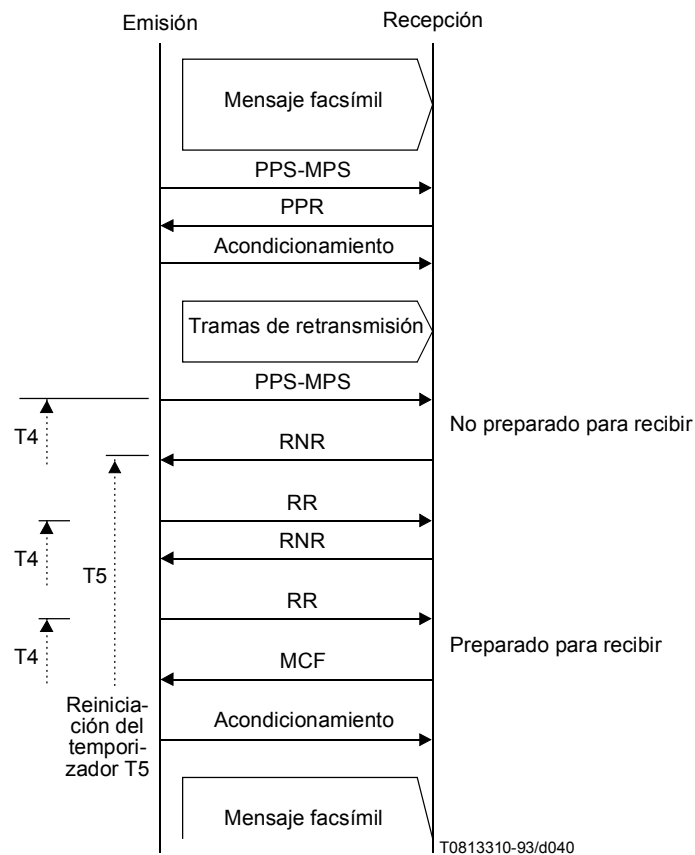 Emisión
Recepción
Mensaje facsímil
PPS-MPS
PPR
Acondicionamiento
Tramas de retransmisión
PPS-MPS
No preparado para recibir
T4
RNR
RR
T4
T5
RNR
RR
Preparado para recibir
T4
MCF
Reinicia-
ción del
tempori-
zador T5
Acondicionamiento
Mensaje facsímil
T0813310-93/d040